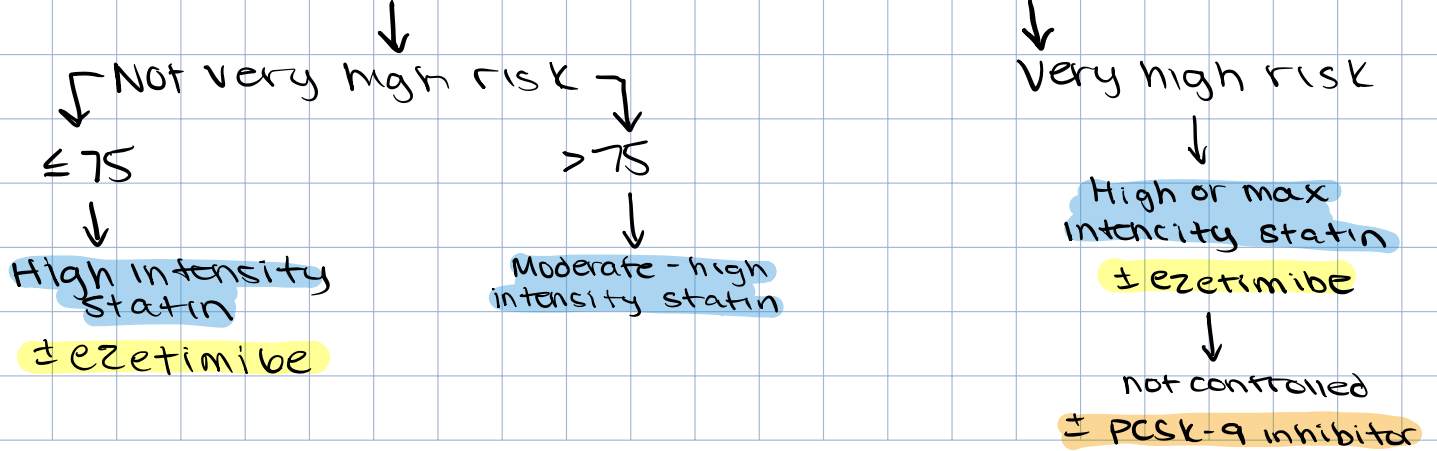 Not very high risk
≤ 75
High intensity
statin
± ezetimibe
> 75
Moderate-high
intensity statin
Very high risk
High or max
intencity statin
± ezetimibe
not controlled
± PCSK-9 inhibitor